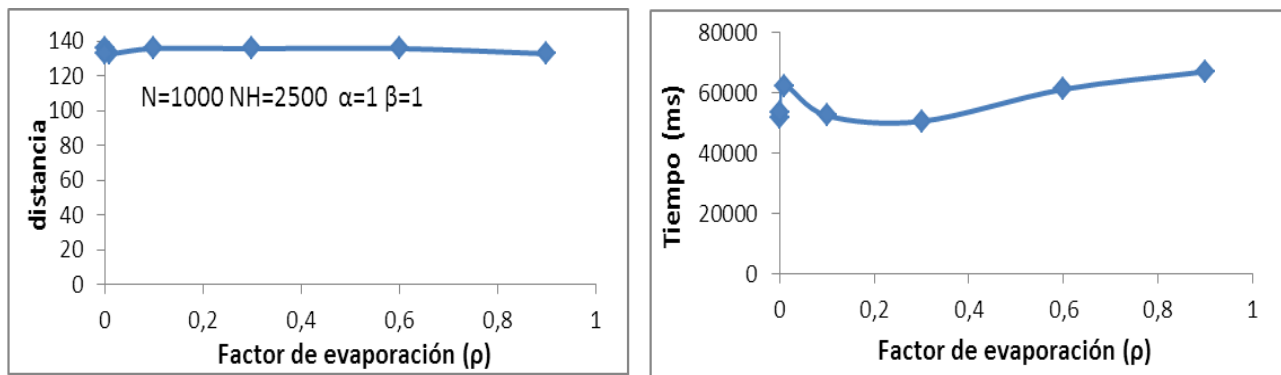 distancia
140
120
100
80
60
40
20
0
N=1000 NH=2500 α=1 β=1
0 0,2 0,4 0,6 0,8 1
Factor de evaporación (ρ)
Tiempo (ms)
80000
60000
40000
20000
0
0 0,2 0,4 0,6 0,8 1
Factor de evaporación (ρ)